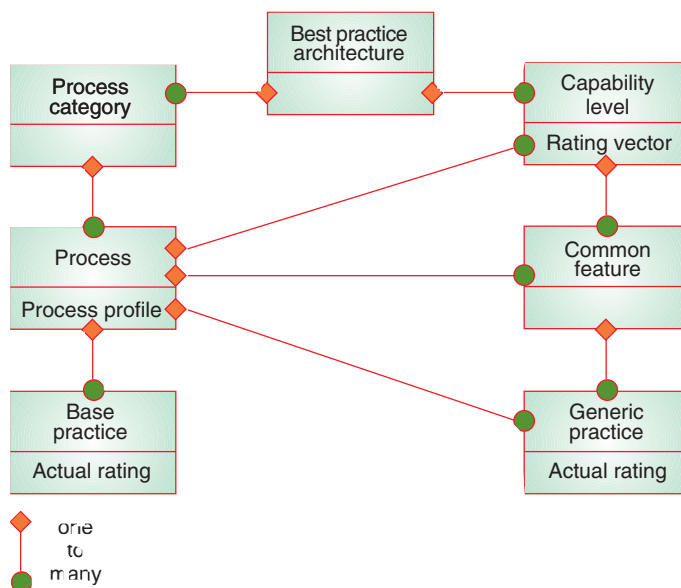 Best practice
architecture
Process
category
Capability
level
Rating vector
Process
Process profile
Common
feature
Base
practice
Actual rating
Generic
practice
Actual rating
one
to
many